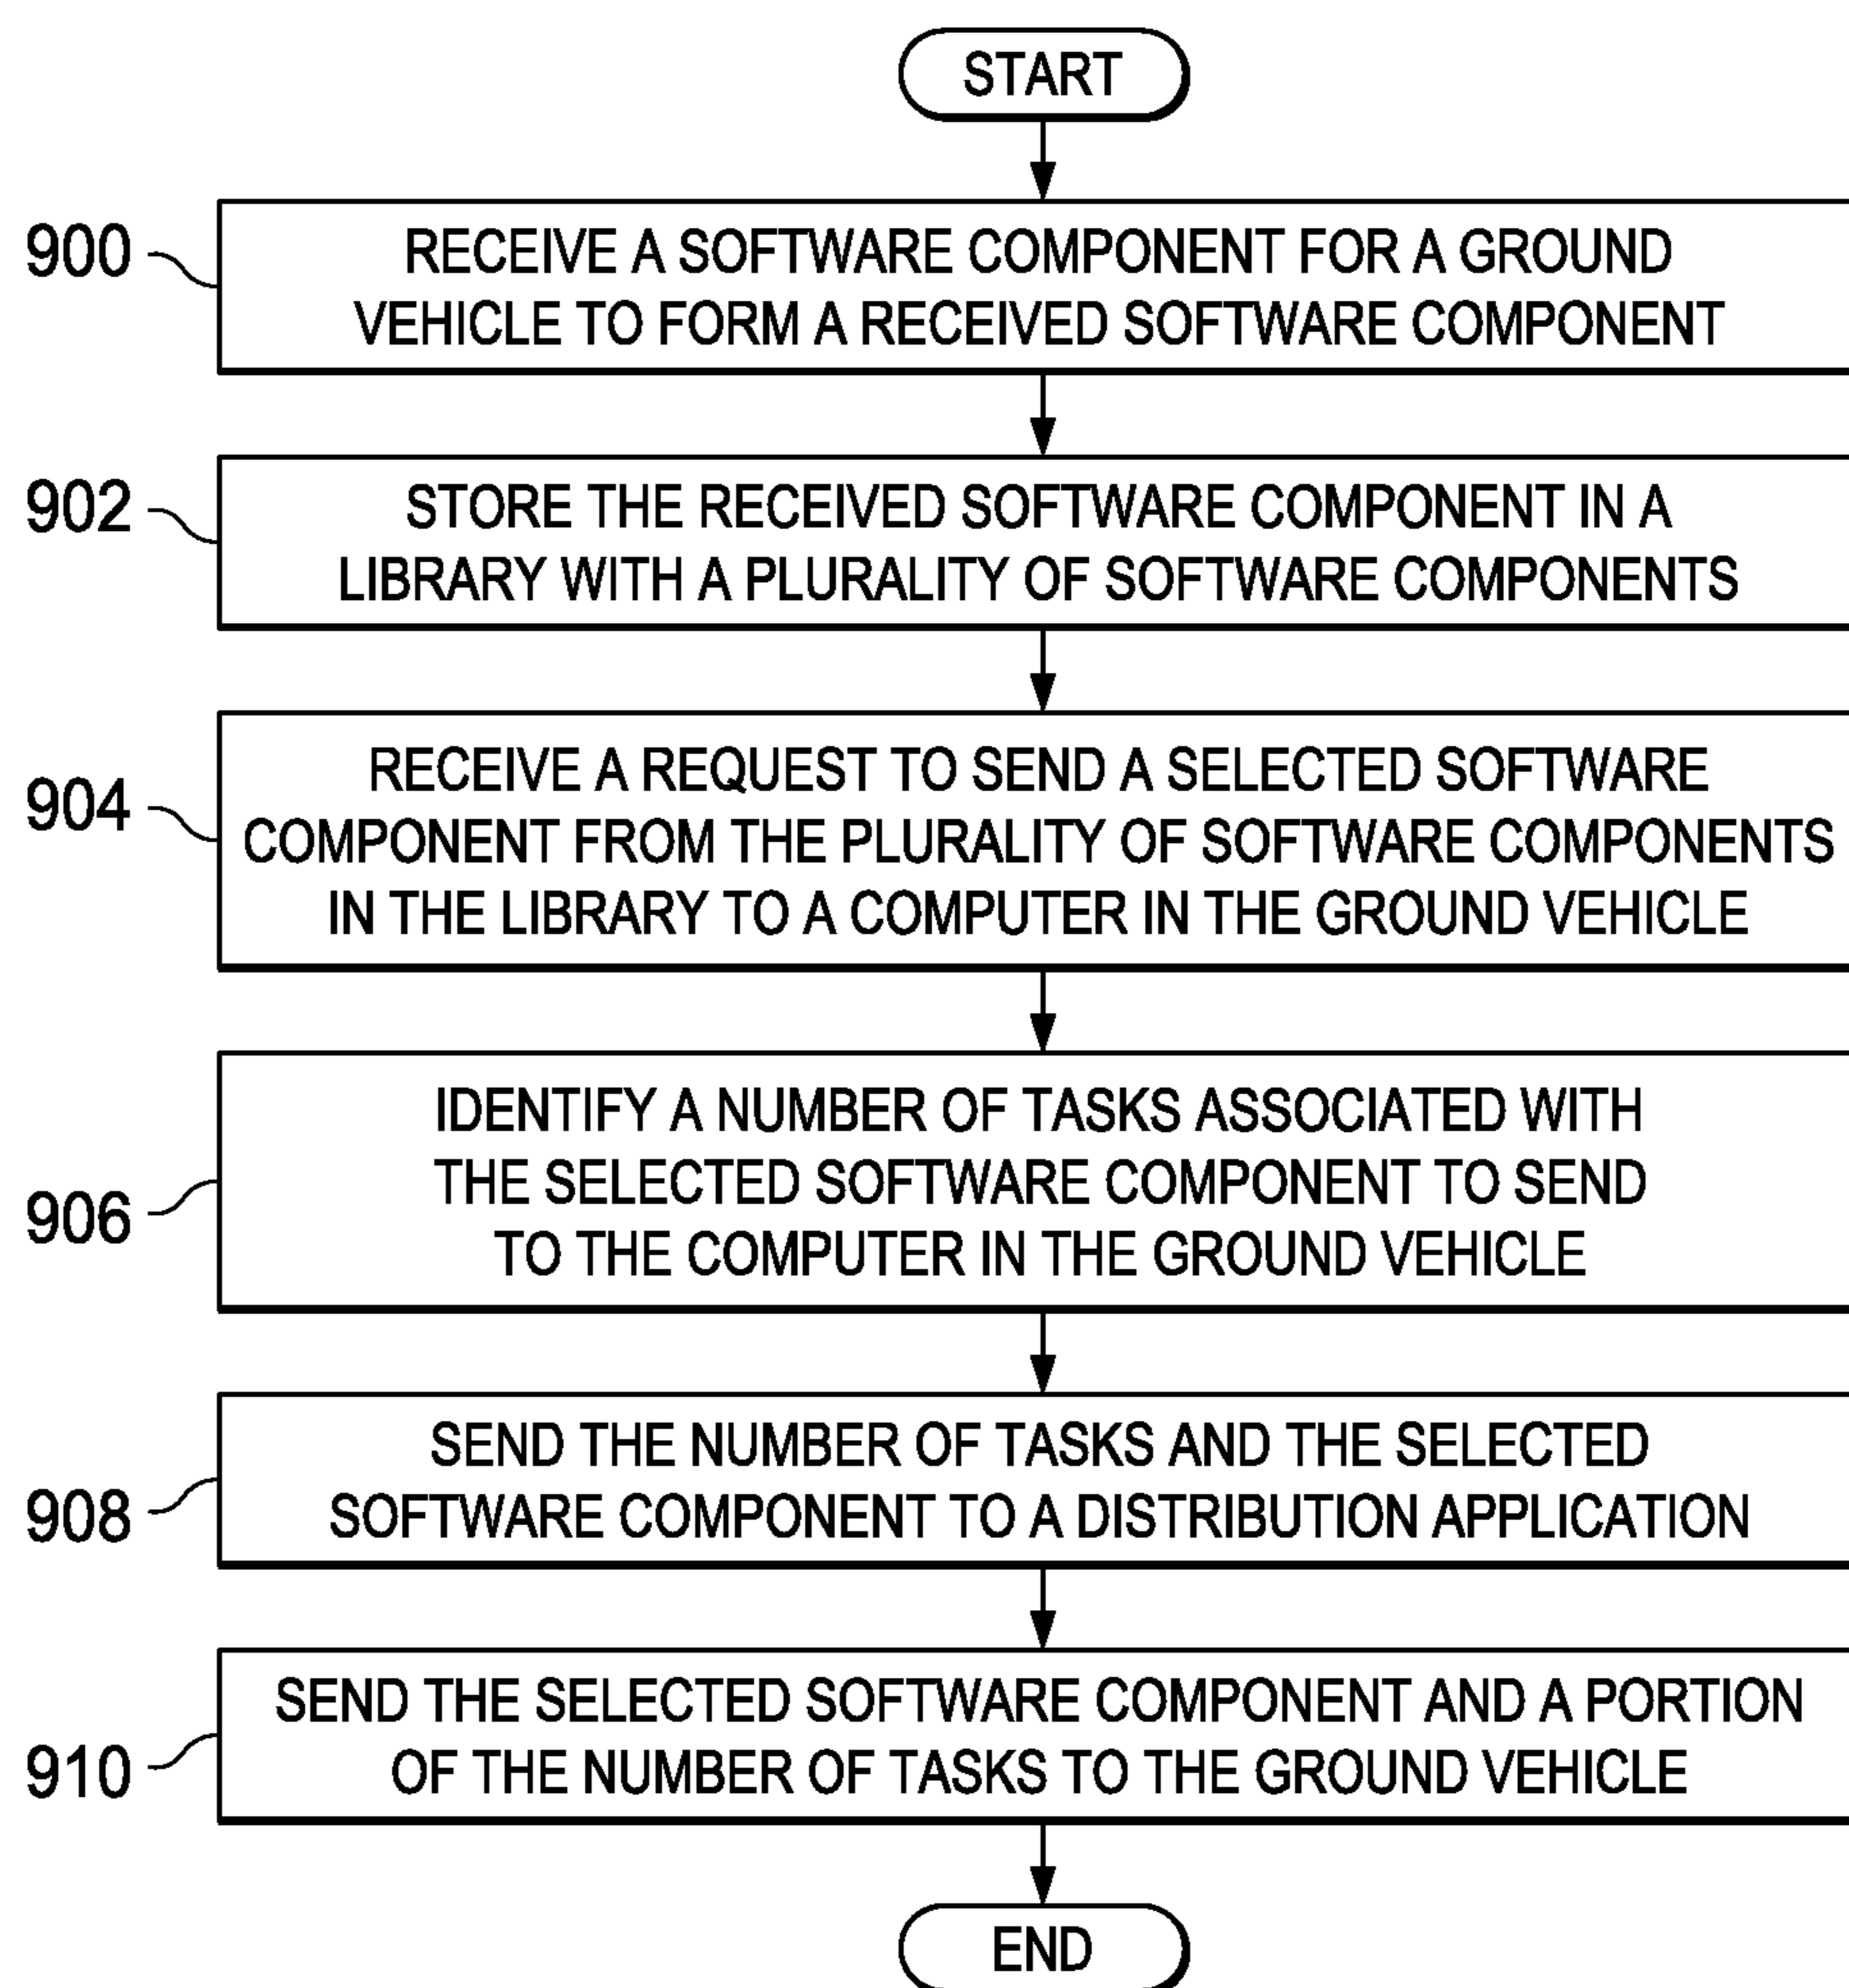 START
900
RECEIVE A SOFTWARE COMPONENT FOR A GROUND
VEHICLE TO FORM A RECEIVED SOFTWARE COMPONENT
902
STORE THE RECEIVED SOFTWARE COMPONENT IN A
LIBRARY WITH A PLURALITY OF SOFTWARE COMPONENTS
904
RECEIVE A REQUEST TO SEND A SELECTED SOFTWARE
COMPONENT FROM THE PLURALITY OF SOFTWARE COMPONENTS
IN THE LIBRARY TO A COMPUTER IN THE GROUND VEHICLE
906
IDENTIFY A NUMBER OF TASKS ASSOCIATED WITH
THE SELECTED SOFTWARE COMPONENT TO SEND
TO THE COMPUTER IN THE GROUND VEHICLE
908
SEND THE NUMBER OF TASKS AND THE SELECTED
SOFTWARE COMPONENT TO A DISTRIBUTION APPLICATION
910
SEND THE SELECTED SOFTWARE COMPONENT AND A PORTION
OF THE NUMBER OF TASKS TO THE GROUND VEHICLE
END